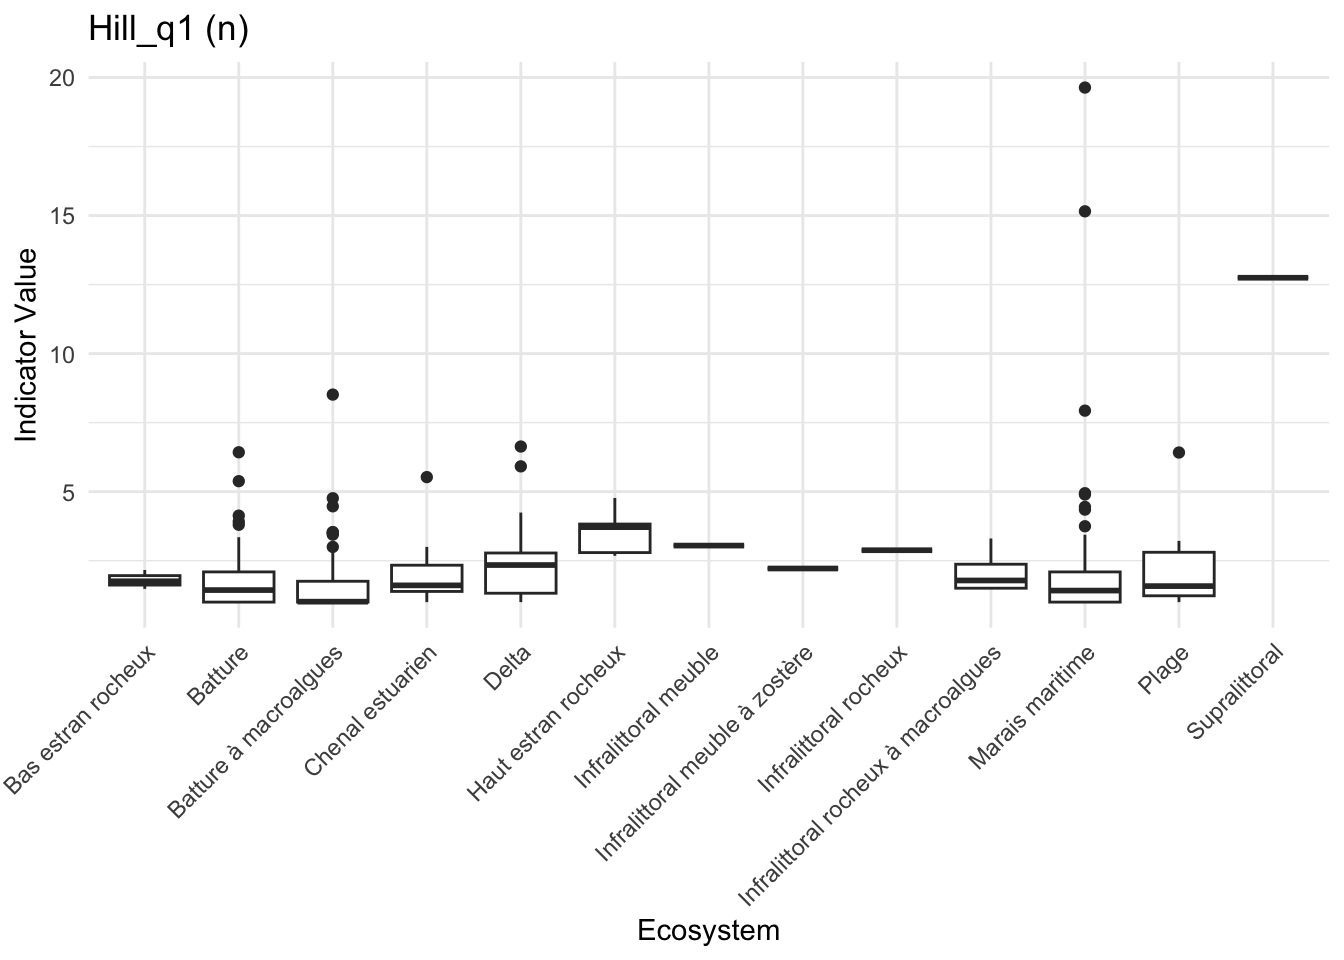 Hill_q1 (n)
20
15
10
5
Indicator Value
Bas estran rocheux
Batture
Batture à macroalgues
Chenal estuarien
Delta
Haut estran rocheux
Infralittoral meuble
Infralittoral meuble à zostère
Infralittoral rocheux
Infralittoral rocheux à macroalgues
Marais maritime
Plage
Supralittoral
Ecosystem